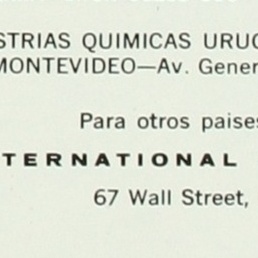 STRIAS QUIMICAS URUG
MONTEVIDEO—Av. Gener
Para otros paises
TERNATIONAL
67 Wall Street,